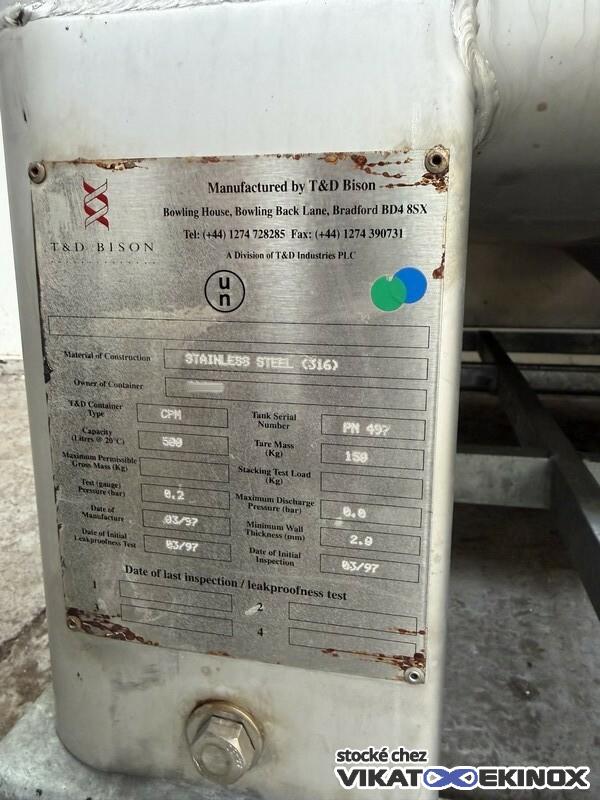 Manufactured by T&D Bison
Bowling House, Bowling Back Lane, Bradford BD4 8SX
Tel: (+44) 1274 728285 Fax: (+44) 1274 390731
A Division of T&D Industries PLC
T&D BISON
un
Material of Construction STAINLESS STEEL (316)
Owner of Container
T&D Container Type CPM
Tank Serial Number PN 497
Capacity (Litres @ 20°C) 500
Tare Mass (Kg) 150
Maximum Permissible Gross Mass (Kg)
Stacking Test Load (Kg)
Test (gauge) Pressure (bar) 0.2
Maximum Discharge Pressure (bar) 0.0
Date of Manufacture 03/97
Minimum Wall Thickness (mm) 2.0
Date of Initial Leakproofness Test 03/97
Date of Initial Inspection 03/97
Date of last inspection / leakproofness test
1 2
3 4
stocké chez
VIKATOO EKINOX